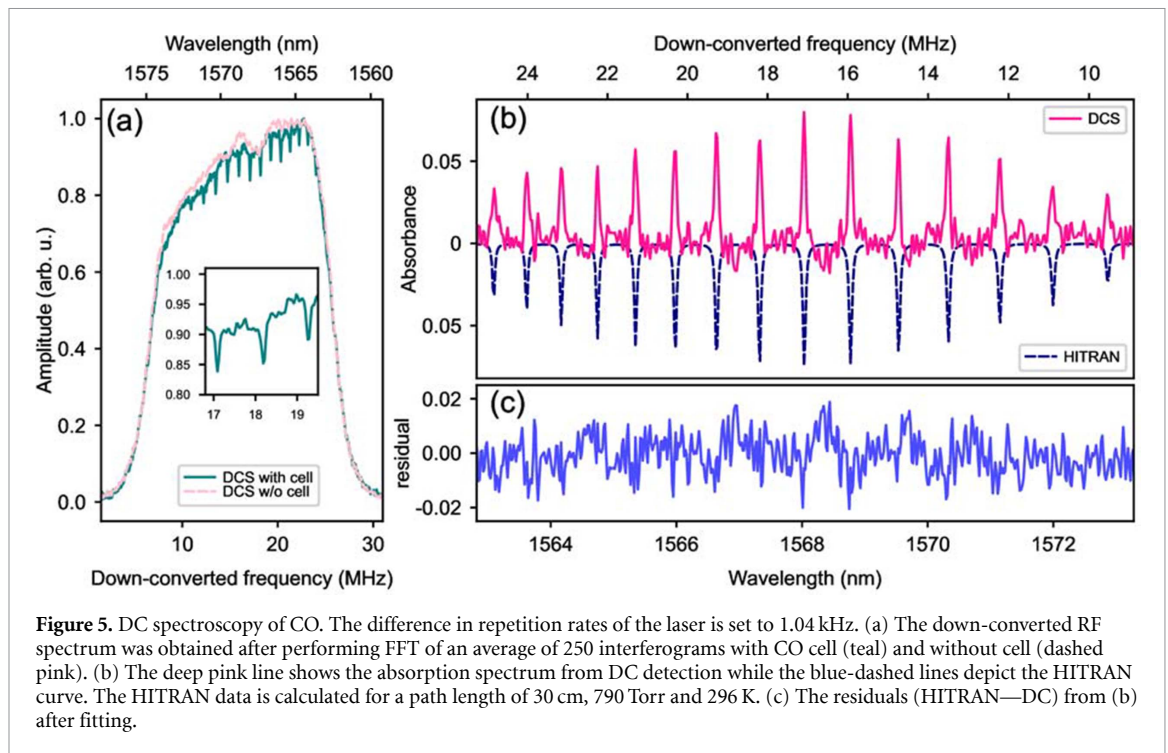 Wavelength (nm)
1575 1570 1565 1560
(a)
1.0
0.8
0.6
0.4
0.2
0.0
Amplitude (arb. u.)
1.00
0.95
0.90
0.85
0.80
17 18 19
DCS with cell
DCS w/o cell
10 20 30
Down-converted frequency (MHz)
Down-converted frequency (MHz)
24 22 21 20 19 18 17 16 14 13 12 10 9
(b)
DCS
0.05
0
0.05
Absorbance
HITRAN
(c)
0.02
0.00
-0.02
residual
1564 1566 1568 1570 1572
Wavelength (nm)
Figure 5. DC spectroscopy of CO. The difference in repetition rates of the laser is set to 1.04 kHz. (a) The down-converted RF
spectrum was obtained after performing FFT of an average of 250 interferograms with CO cell (teal) and without cell (dashed
pink). (b) The deep pink line shows the absorption spectrum from DC detection while the blue-dashed lines depict the HITRAN
curve. The HITRAN data is calculated for a path length of 30 cm, 790 Torr and 296 K. (c) The residuals (HITRAN—DC) from (b)
after fitting.